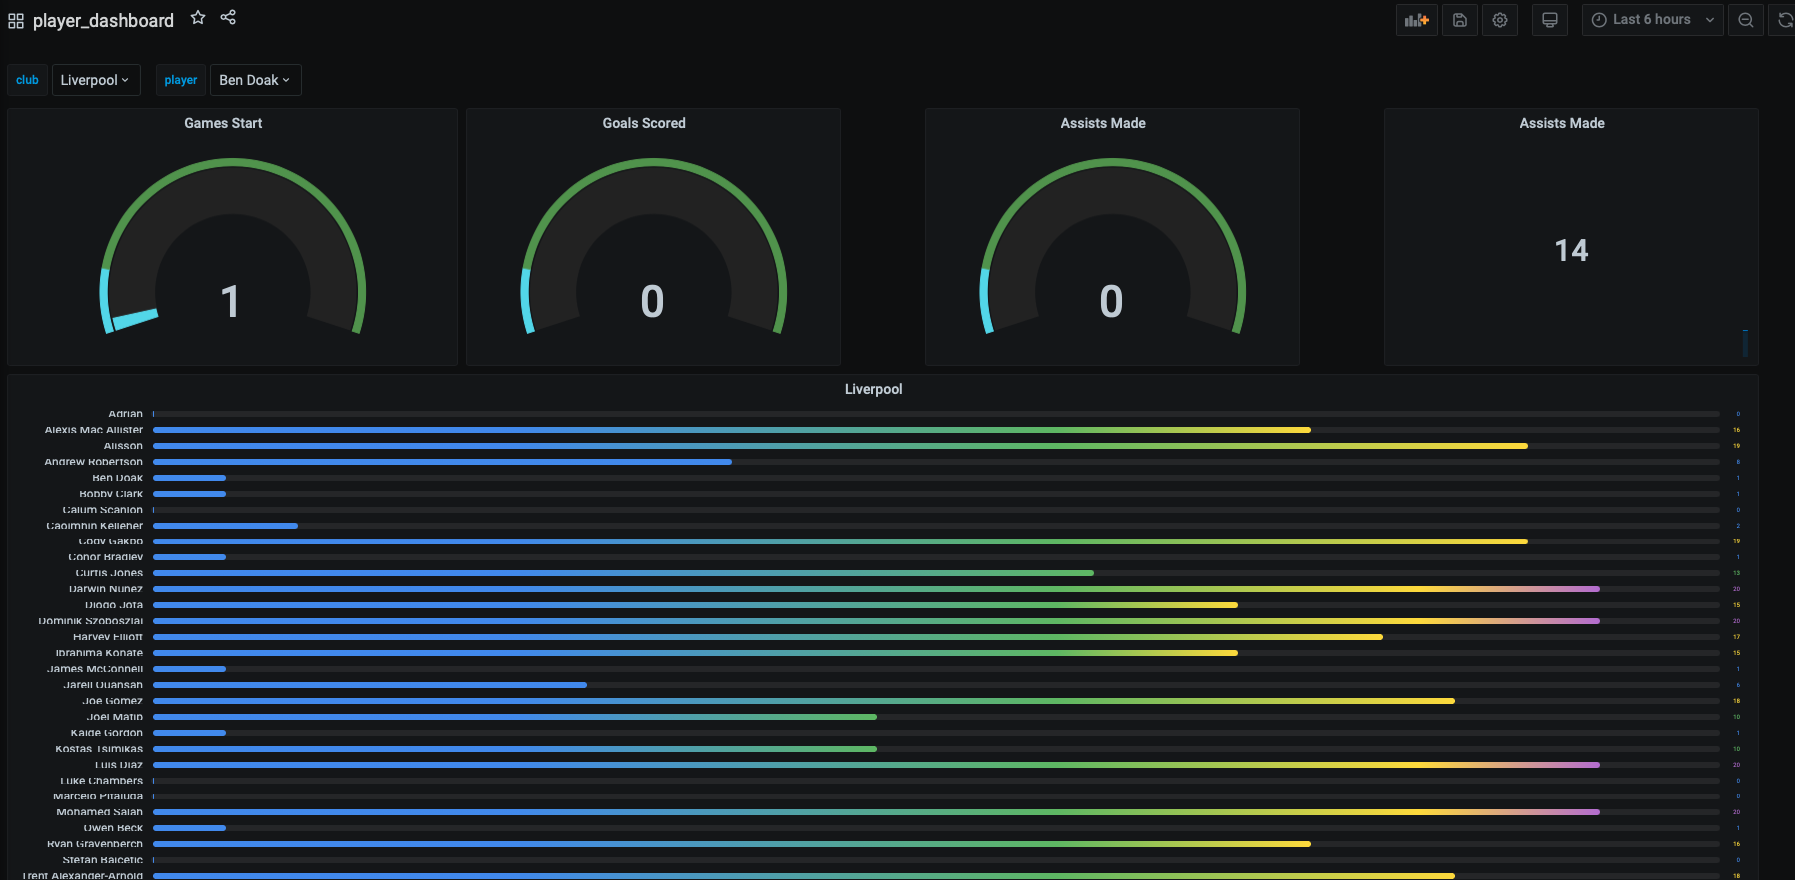 player_dashboard
Last 6 hours
club Liverpool player Ben Doak
Games Start
Goals Scored
Assists Made
Assists Made
1
0
0
14
Liverpool
Adrian 0
Alexis Mac Allister 16
Alisson 19
Andrew Robertson 8
Ben Doak 1
Bobby Clark 1
Calum Scanlon 0
Caoimhin Kelleher 2
Cody Gakpo 19
Conor Bradley 1
Curtis Jones 13
Darwin Nunez 20
Diogo Jota 15
Dominik Szoboszlai 20
Harvey Elliott 17
Ibrahima Konate 15
James McConnell 1
Jarell Quansah 6
Joe Gomez 18
Joel Matip 10
Kaide Gordon 1
Kostas Tsimikas 10
Luis Diaz 20
Luke Chambers 0
Marcelo Pitaluga 0
Mohamed Salah 20
Owen Beck 1
Ryan Gravenberch 16
Stefan Bajcetic 0
Trent Alexander-Arnold 18